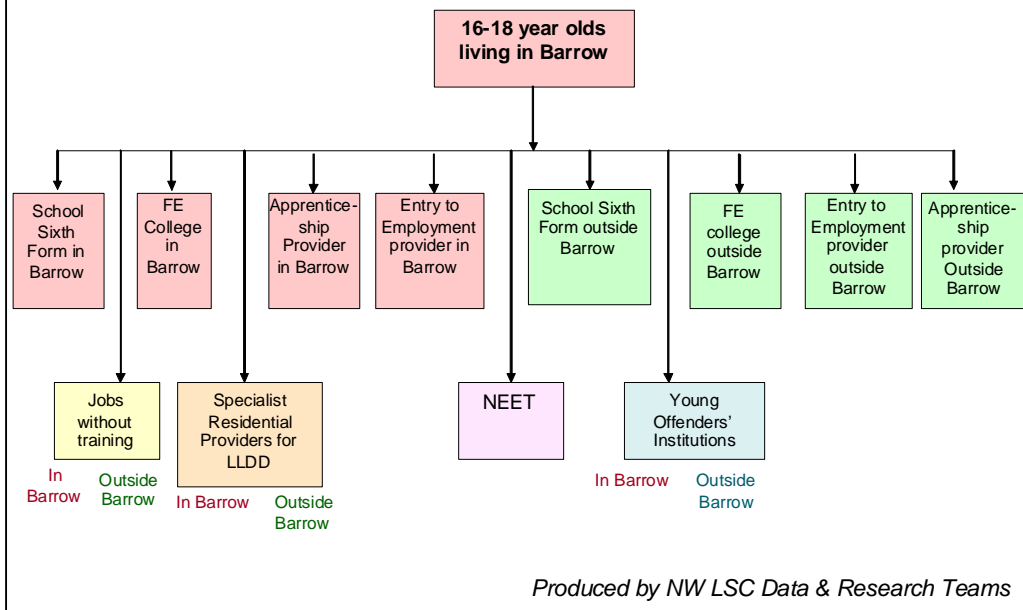 16-18 year olds
living in Barrow
School
Sixth
Form in
Barrow
FE
College
in
Barrow
Apprentice-
ship
Provider
in Barrow
Entry to
Employment
provider in
Barrow
School Sixth
Form outside
Barrow
FE
college
outside
Barrow
Entry to
Employment
provider
outside
Barrow
Apprentice-
ship
provider
Outside
Barrow
Jobs
without
training
Specialist
Residential
Providers for
LLDD
NEET
Young
Offenders’
Institutions
In
Barrow
Outside
Barrow
In Barrow
Outside
Barrow
In Barrow
Outside
Barrow
Produced by NW LSC Data & Research Teams